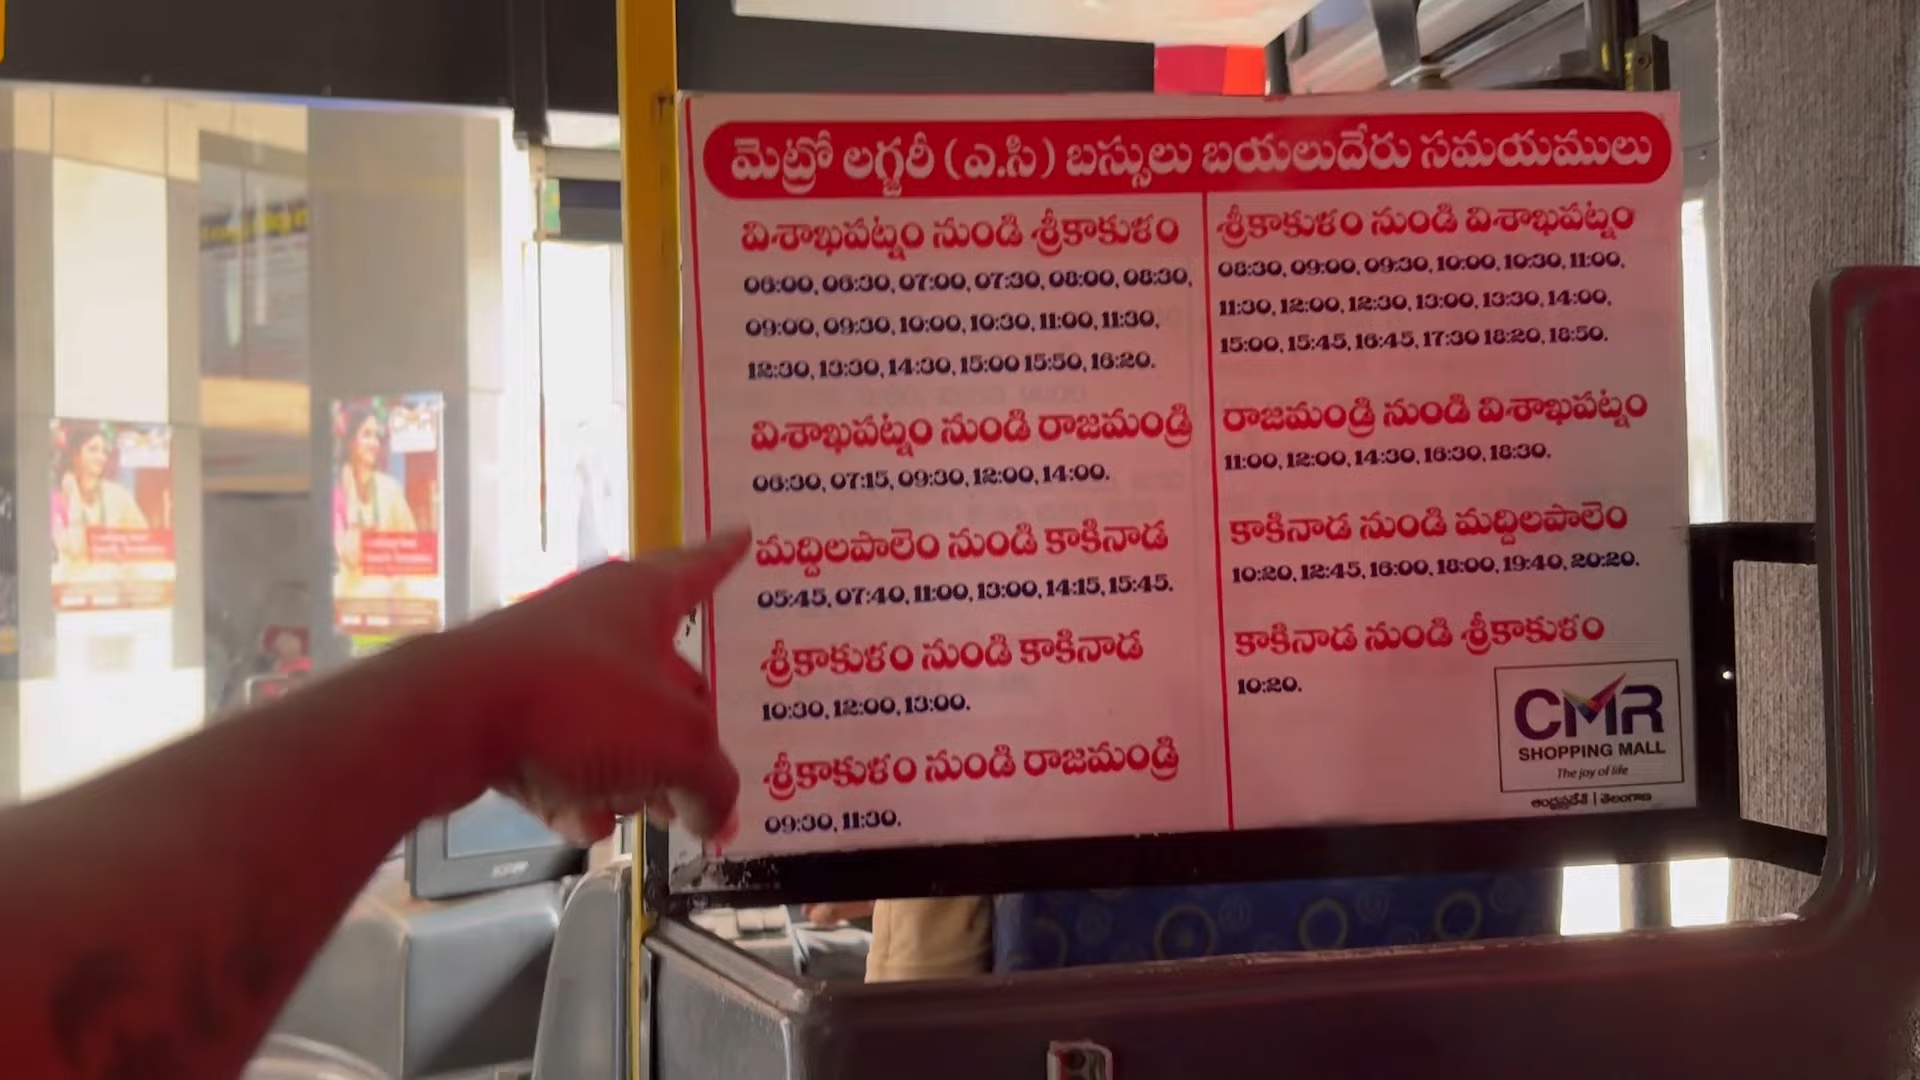 మెట్రో లగ్జరీ (ఎ.సి) బస్సులు బయలుదేరు సమయములు
విశాఖపట్నం నుండి శ్రీకాకుళం
06:00, 06:30, 07:00, 07:30, 08:00, 08:30,
09:00, 09:30, 10:00, 10:30, 11:00, 11:30,
12:30, 13:30, 14:30, 15:00 15:50, 16:20.
విశాఖపట్నం నుండి రాజమండ్రి
06:30, 07:15, 09:30, 12:00, 14:00.
మద్దిలపాలెం నుండి కాకినాడ
05:45, 07:40, 11:00, 13:00, 14:15, 15:45.
శ్రీకాకుళం నుండి కాకినాడ
10:30, 12:00, 13:00.
శ్రీకాకుళం నుండి రాజమండ్రి
09:30, 11:30.
శ్రీకాకుళం నుండి విశాఖపట్నం
08:30, 09:00, 09:30, 10:00, 10:30, 11:00,
11:30, 12:00, 12:30, 13:00, 13:30, 14:00,
15:00, 15:45, 16:45, 17:30 18:20, 18:50.
రాజమండ్రి నుండి విశాఖపట్నం
11:00, 12:00, 14:30, 16:30, 18:30.
కాకినాడ నుండి మద్దిలపాలెం
10:20, 12:45, 16:00, 18:00, 19:40, 20:20.
కాకినాడ నుండి శ్రీకాకుళం
10:20.
CMR
SHOPPING MALL
The joy of life
ఆంధ్రప్రదేశ్ | తెలంగాణ